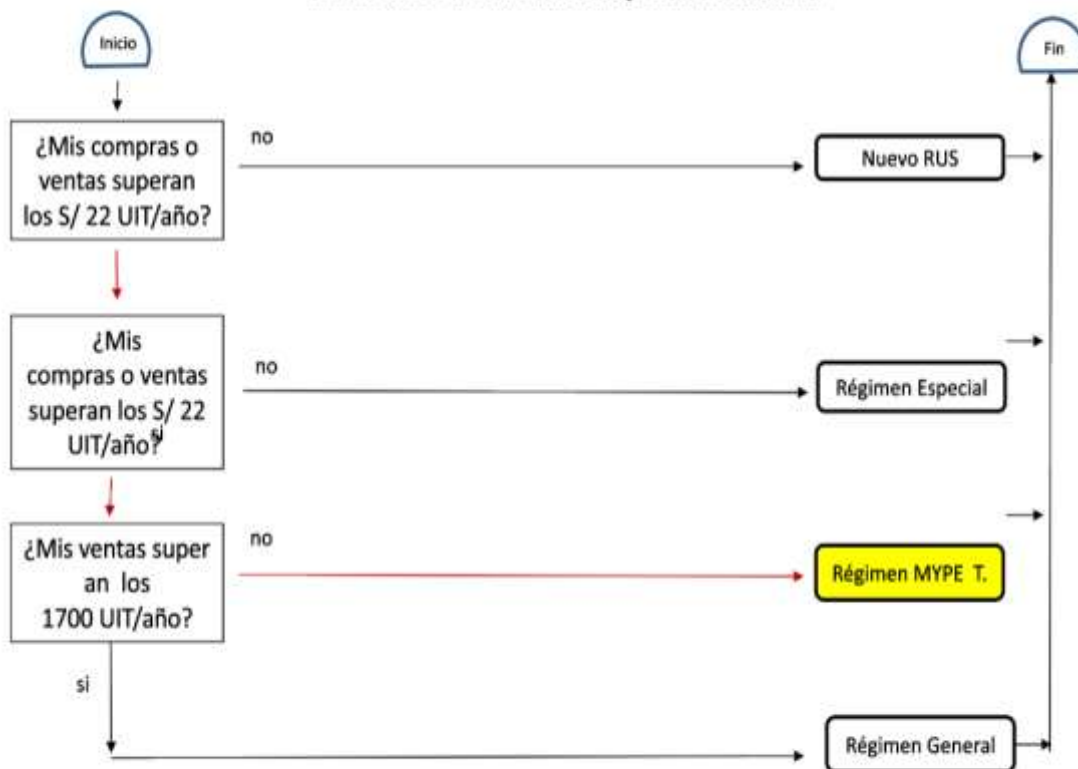 Inicio
Fin
¿Mis compras o
ventas superan
los S/ 22 UIT/año?
no
Nuevo RUS
¿Mis
compras o ventas
superan los S/ 22
UIT/año?
si
no
Régimen Especial
¿Mis ventas super
an los
1700 UIT/año?
no
Régimen MYPE T.
si
Régimen General